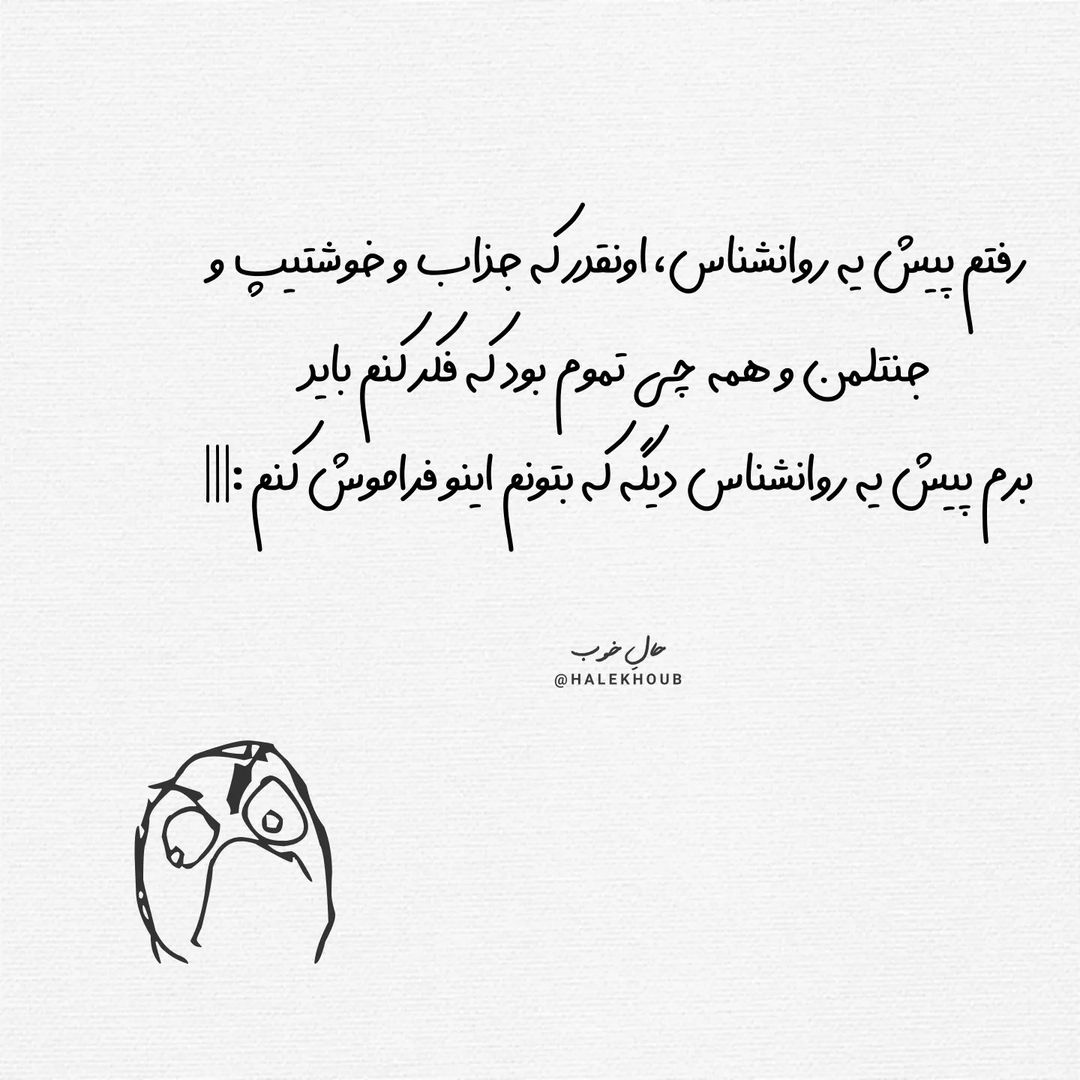 رفتم پیش یه روانشناس، اونقدر که جذاب و خوشتیپ و
جنتلمن و همه چی تموم بود که فکر کنم باید
برم پیش یه روانشناس دیگه که بتونم اینو فراموش کنم :|||
حالِ خوب
@HALEKHOUB